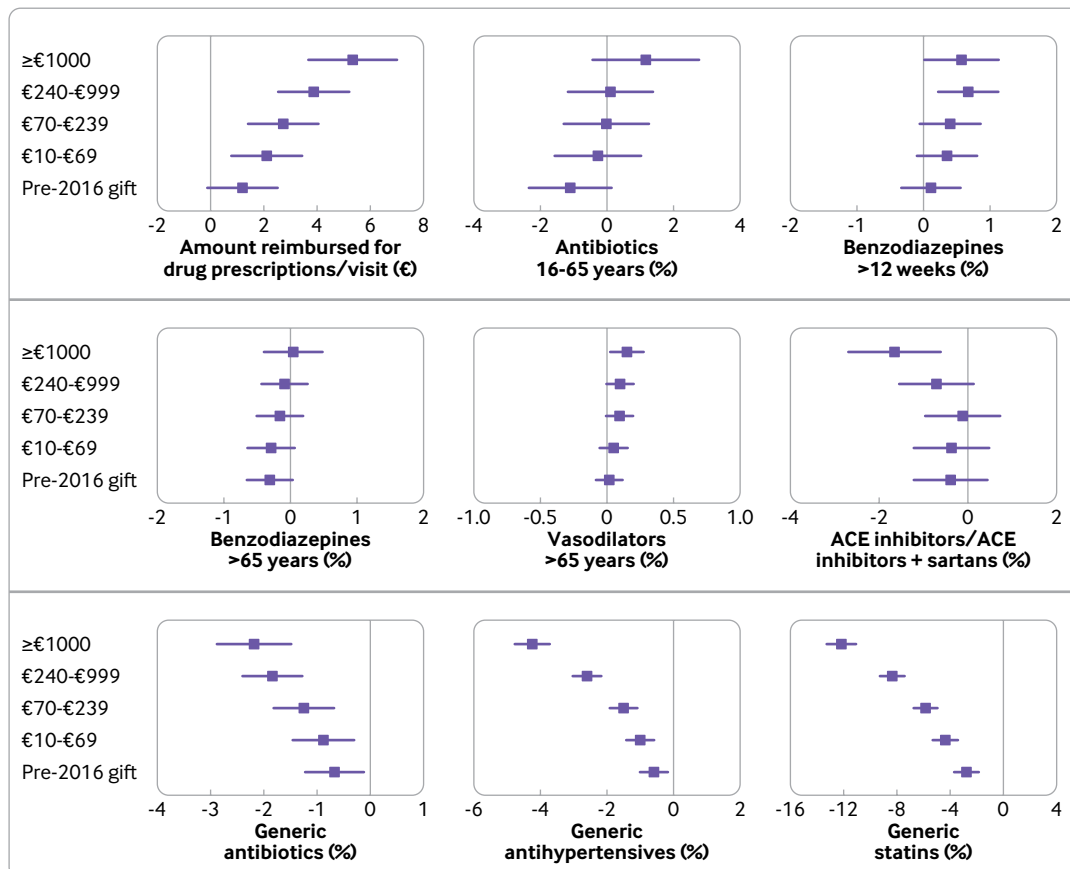 ≥€1000
€240-€999
€70-€239
€10-€69
Pre-2016 gift
-2 0 2 4 6 8
Amount reimbursed for
drug prescriptions/visit (€)
-4 -2 0 2 4
Antibiotics
16-65 years (%)
-2 -1 0 1 2
Benzodiazepines
>12 weeks (%)
≥€1000
€240-€999
€70-€239
€10-€69
Pre-2016 gift
-2 -1 0 1 2
Benzodiazepines
>65 years (%)
-1.0 -0.5 0 0.5 1.0
Vasodilators
>65 years (%)
-4 -2 0 2
ACE inhibitors/ACE
inhibitors + sartans (%)
≥€1000
€240-€999
€70-€239
€10-€69
Pre-2016 gift
-4 -3 -2 -1 0 1
Generic
antibiotics (%)
-6 -4 -2 0 2
Generic
antihypertensives (%)
-16 -12 -8 -4 0 4
Generic
statins (%)